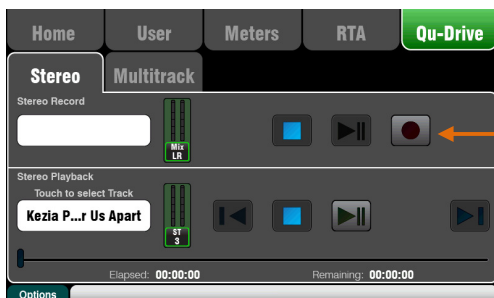 Home User Meters RTA Qu-Drive
Stereo Multitrack
Stereo Record
Mix
LR
Stereo Playback
Touch to select Track
Kezia P...r Us Apart
ST
3
Elapsed: 00:00:00 Remaining: 00:00:00
Options